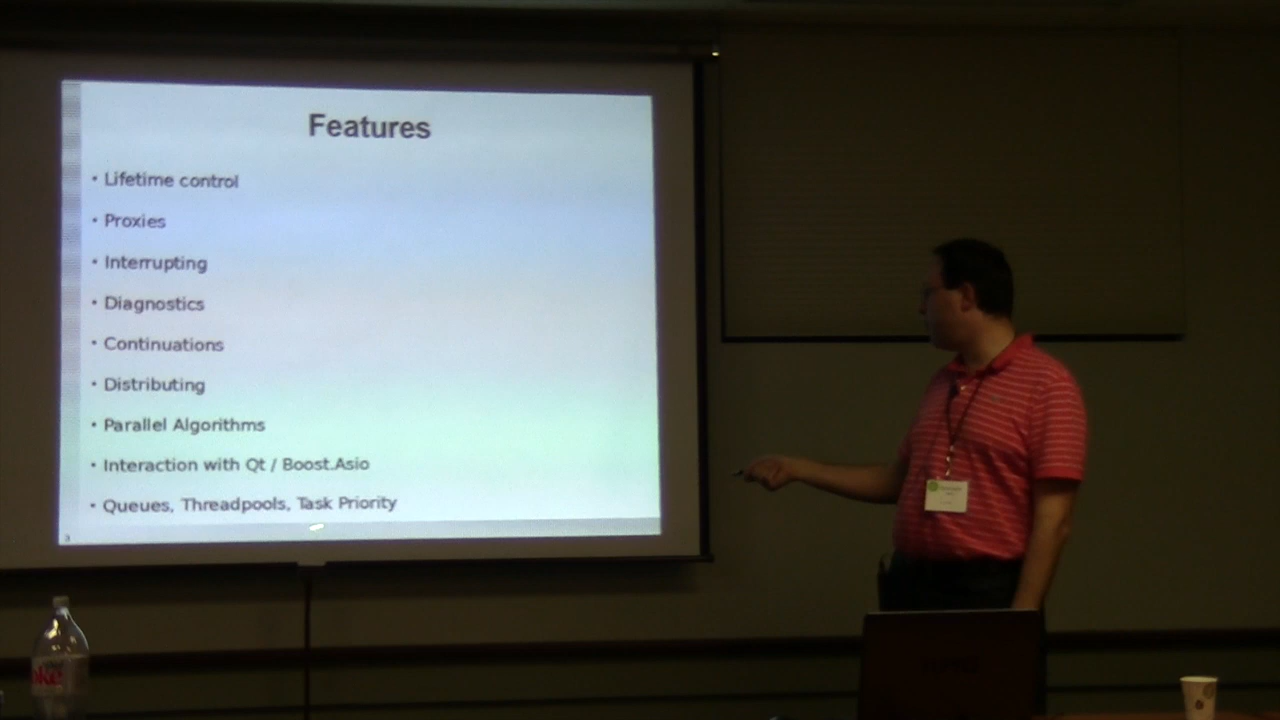 Features
• Lifetime control
• Proxies
• Interrupting
• Diagnostics
• Continuations
• Distributing
• Parallel Algorithms
• Interaction with Qt / Boost.Asio
• Queues, Threadpools, Task Priority
3